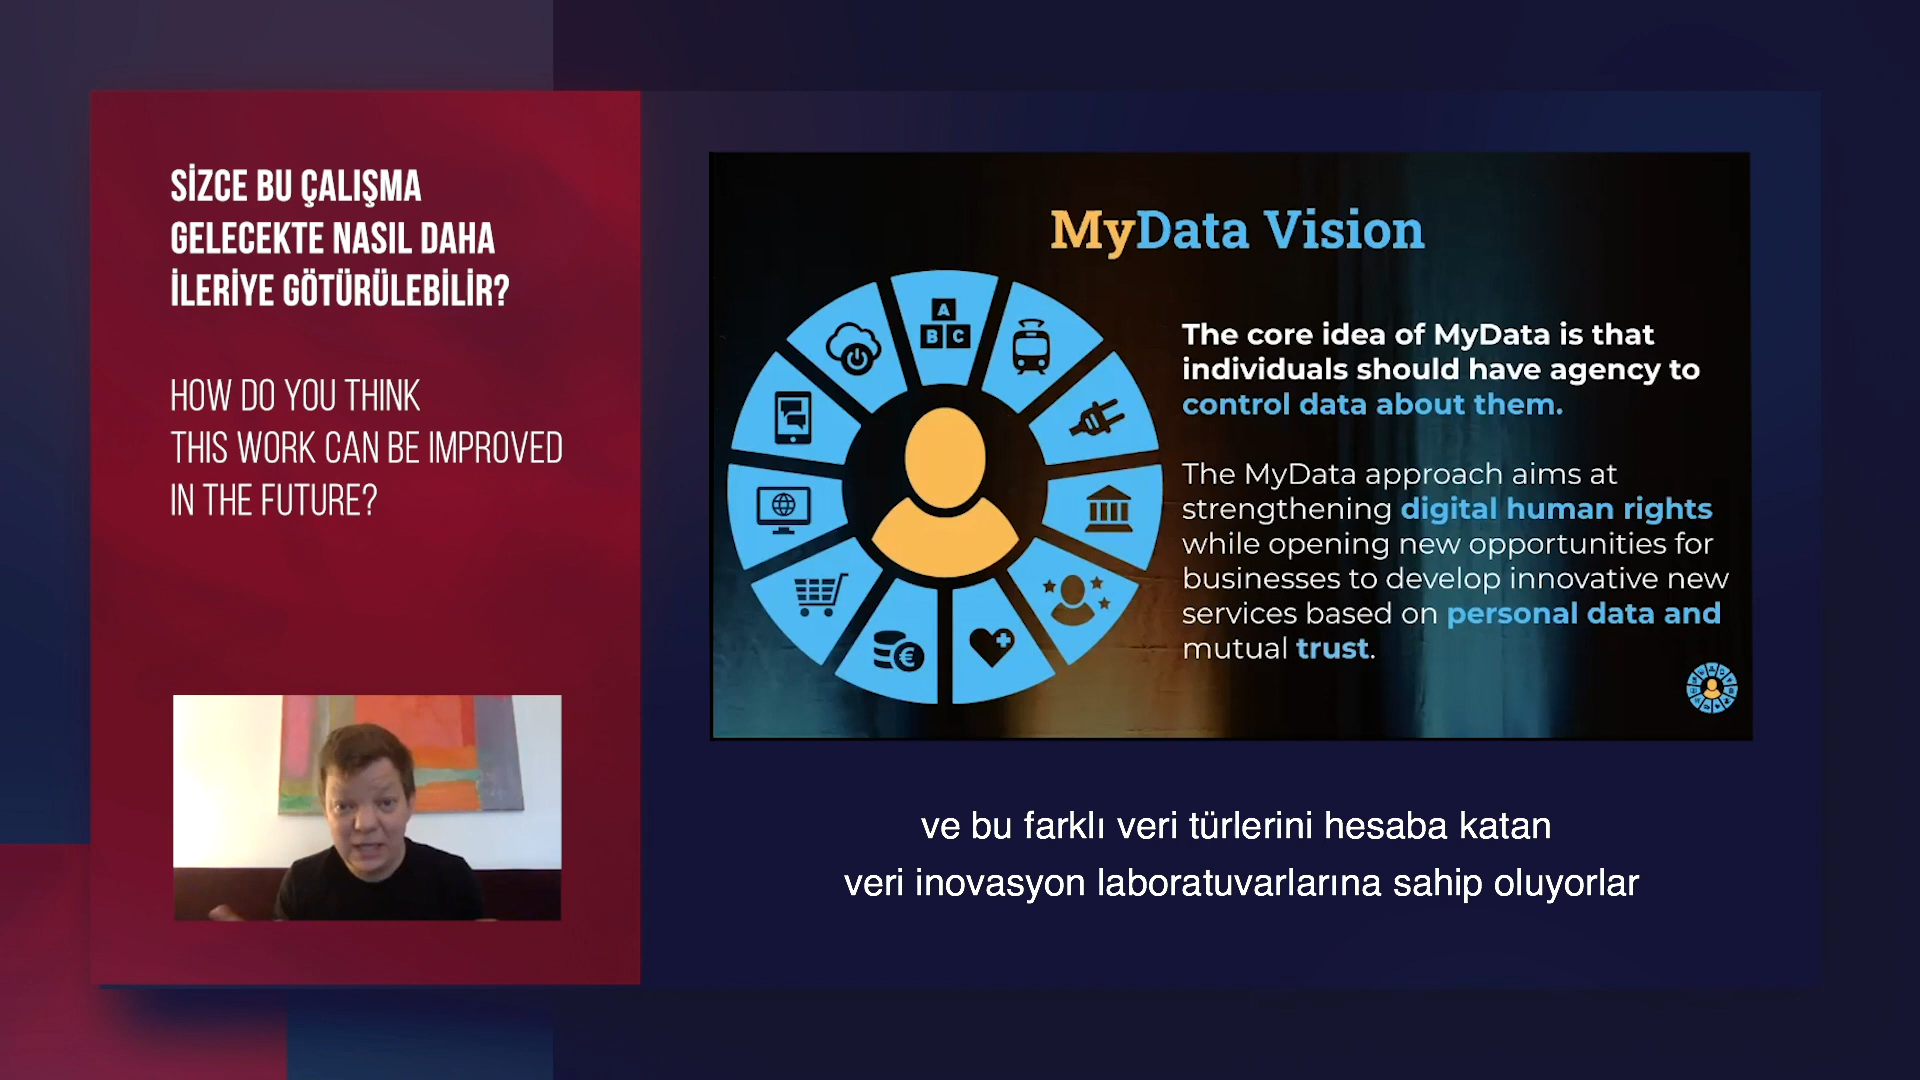 SİZCE BU ÇALIŞMA
GELECEKTE NASIL DAHA
İLERİYE GÖTÜRÜLEBİLİR?
HOW DO YOU THINK
THIS WORK CAN BE IMPROVED
IN THE FUTURE?
MyData Vision
A
B C
€
The core idea of MyData is that
individuals should have agency to
control data about them.
The MyData approach aims at
strengthening digital human rights
while opening new opportunities for
businesses to develop innovative new
services based on personal data and
mutual trust.
ve bu farklı veri türlerini hesaba katan
veri inovasyon laboratuvarlarına sahip oluyorlar